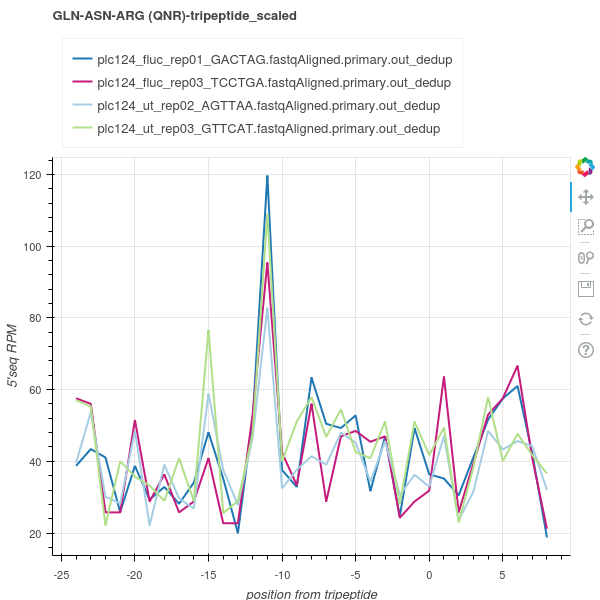 GLN-ASN-ARG (QNR)-tripeptide_scaled
plc124_fluc_rep01_GACTAG.fastqAligned.primary.out_dedup
plc124_fluc_rep03_TCCTGA.fastqAligned.primary.out_dedup
plc124_ut_rep02_AGTTAA.fastqAligned.primary.out_dedup
plc124_ut_rep03_GTTCAT.fastqAligned.primary.out_dedup
120
100
80
60
40
20
5'seq RPM
-25 -20 -15 -10 -5 0 5
position from tripeptide